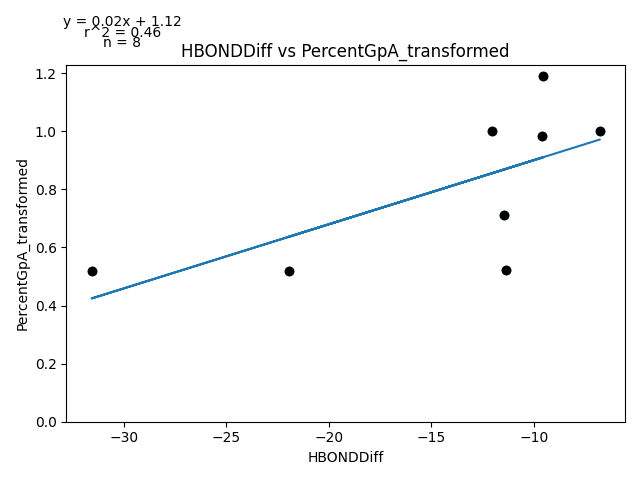 y = 0.02x + 1.12
r^2 = 0.46
n = 8
HBONDDiff vs PercentGpA_transformed
1.2
1.0
0.8
0.6
0.4
0.2
0.0
PercentGpA_transformed
−30
−25
−20
−15
−10
HBONDDiff